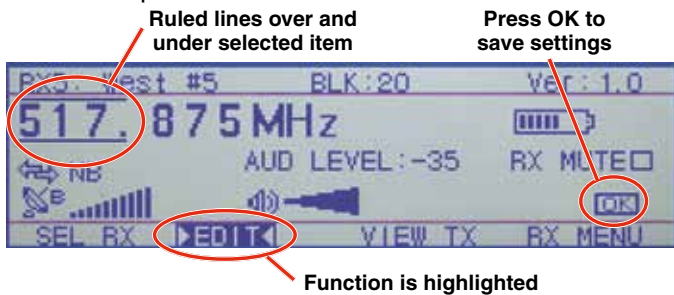 Ruled lines over and
under selected item
Press OK to
save settings
RX5: West #5 BLK:20 Ver: 1.0
517.875MHz
NB AUD LEVEL:-35 RX MUTE
B OK
SEL RX EDIT VIEW TX RX MENU
Function is highlighted